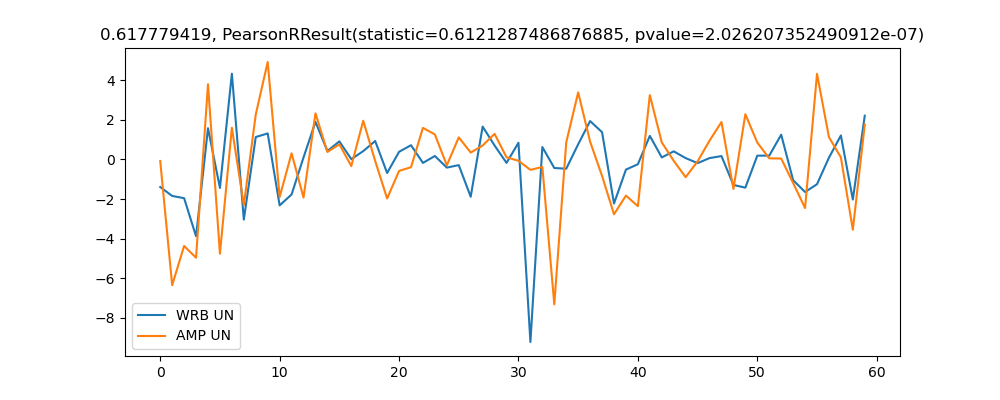 0.617779419, PearsonRResult(statistic=0.6121287486876885, pvalue=2.026207352490912e-07)
4
2
0
−2
−4
−6
−8
WRB UN
AMP UN
0 10 20 30 40 50 60